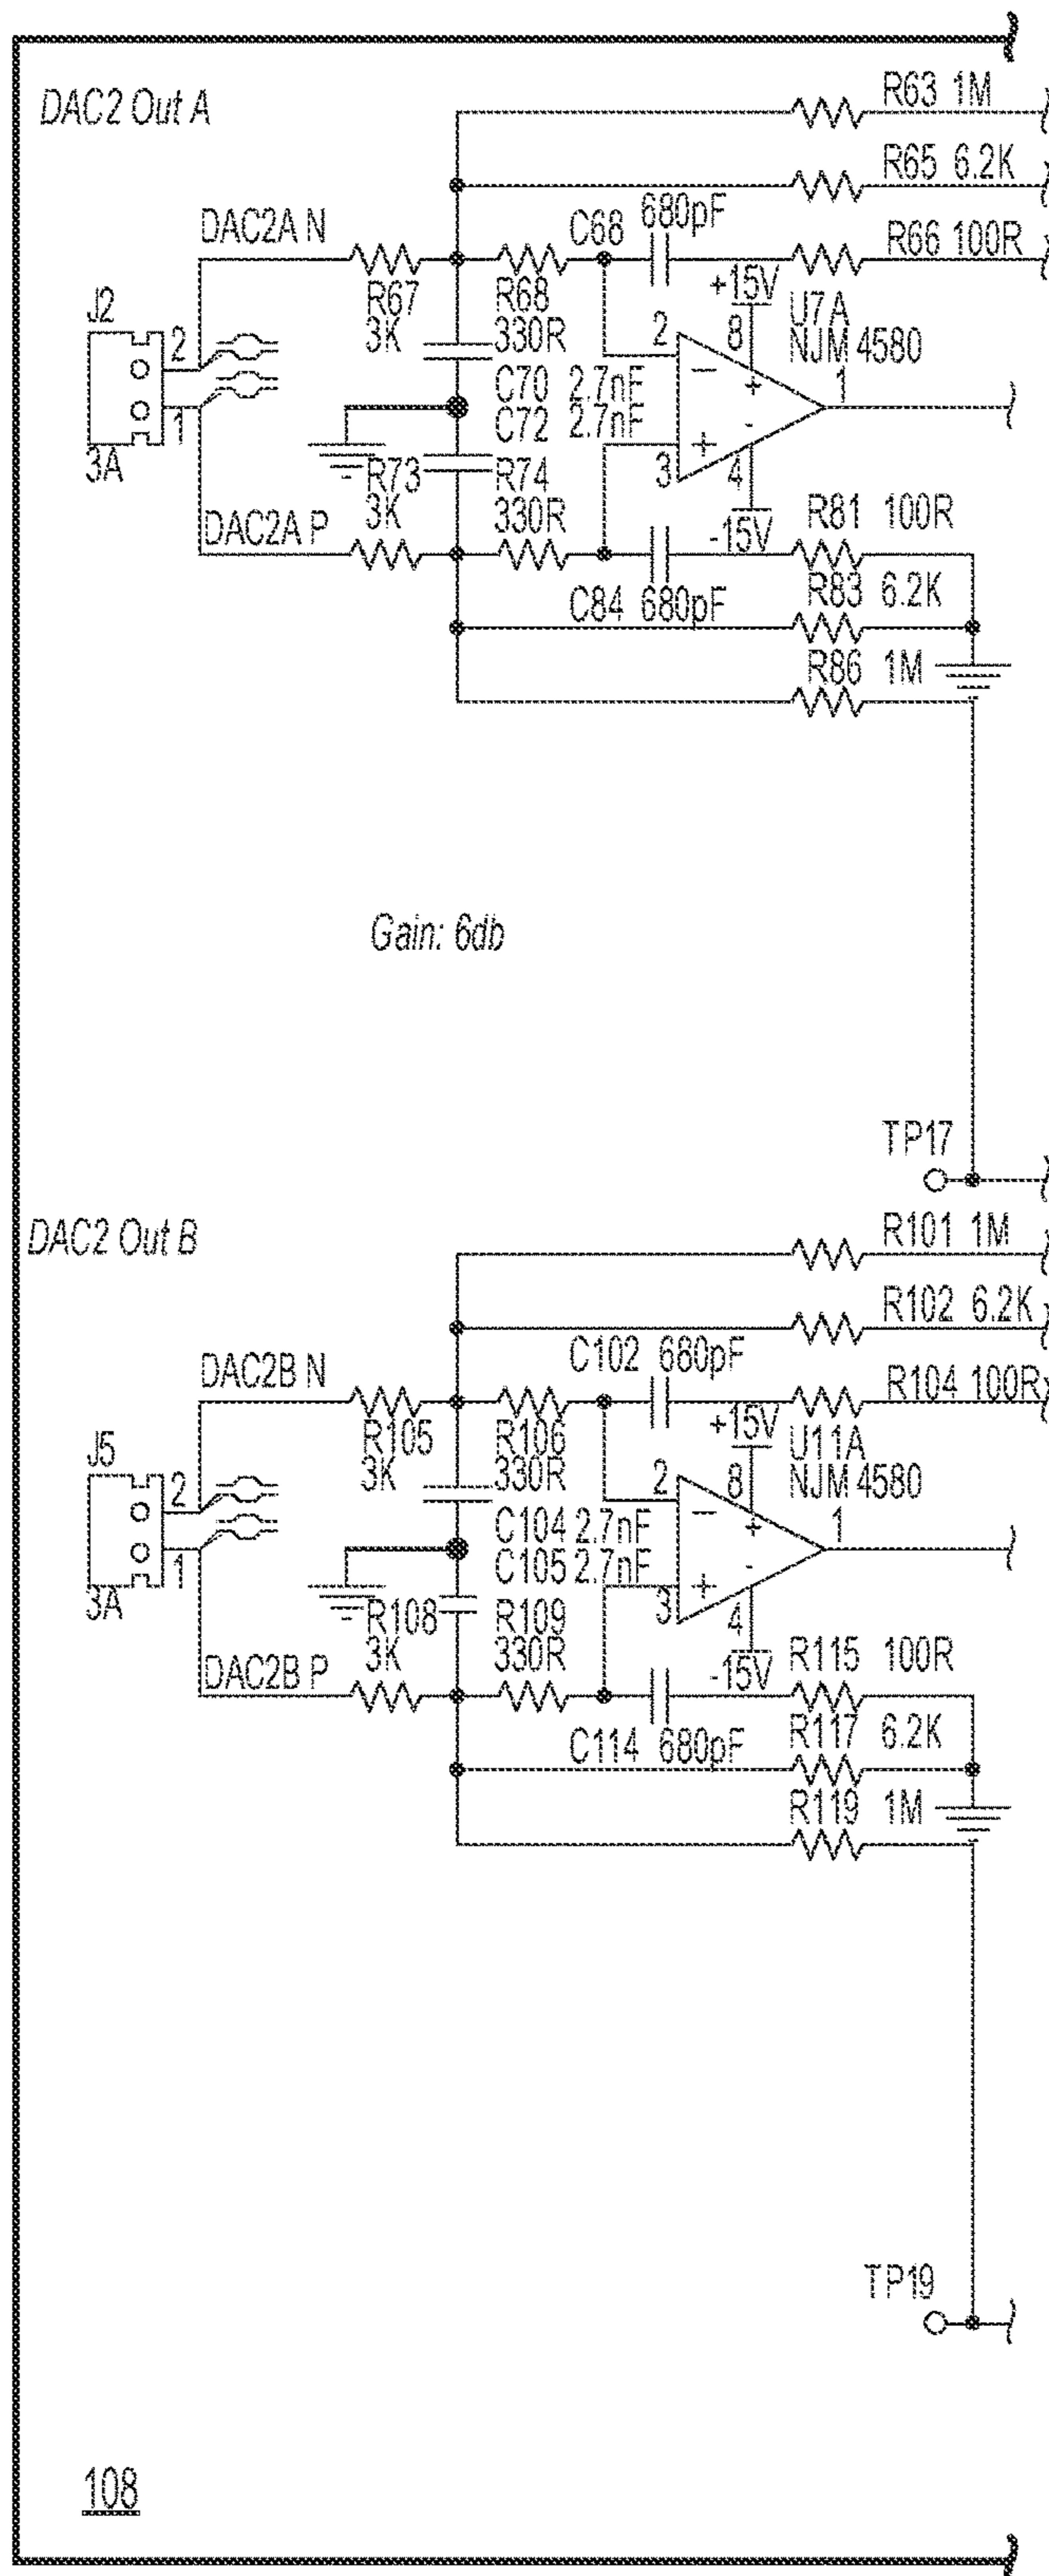 DAC2 Out A
R63 1M
R65 6.2K
680pF
C68
R66 100R
DAC2A N
+15V
U7A
NJM 4580
J2
R67
3K
R68
330R
2
8
2
C70 2.7nF
C72 2.7nF
-
+
-
+
1
1
3A
R73
3K
R74
330R
3
4
R81 100R
DAC2A P
-15V
R83 6.2K
C84 680pF
R86 1M
Gain: 6db
TP17
DAC2 Out B
R101 1M
R102 6.2K
C102 680pF
DAC2B N
R104 100R
+15V
U11A
NJM 4580
J5
R105
3K
R106
330R
2
8
2
C104 2.7nF
C105 2.7nF
-
+
-
+
1
1
3A
R108
3K
R109
330R
3
4
R115 100R
DAC2B P
-15V
R117 6.2K
C114 680pF
R119 1M
TP19
108